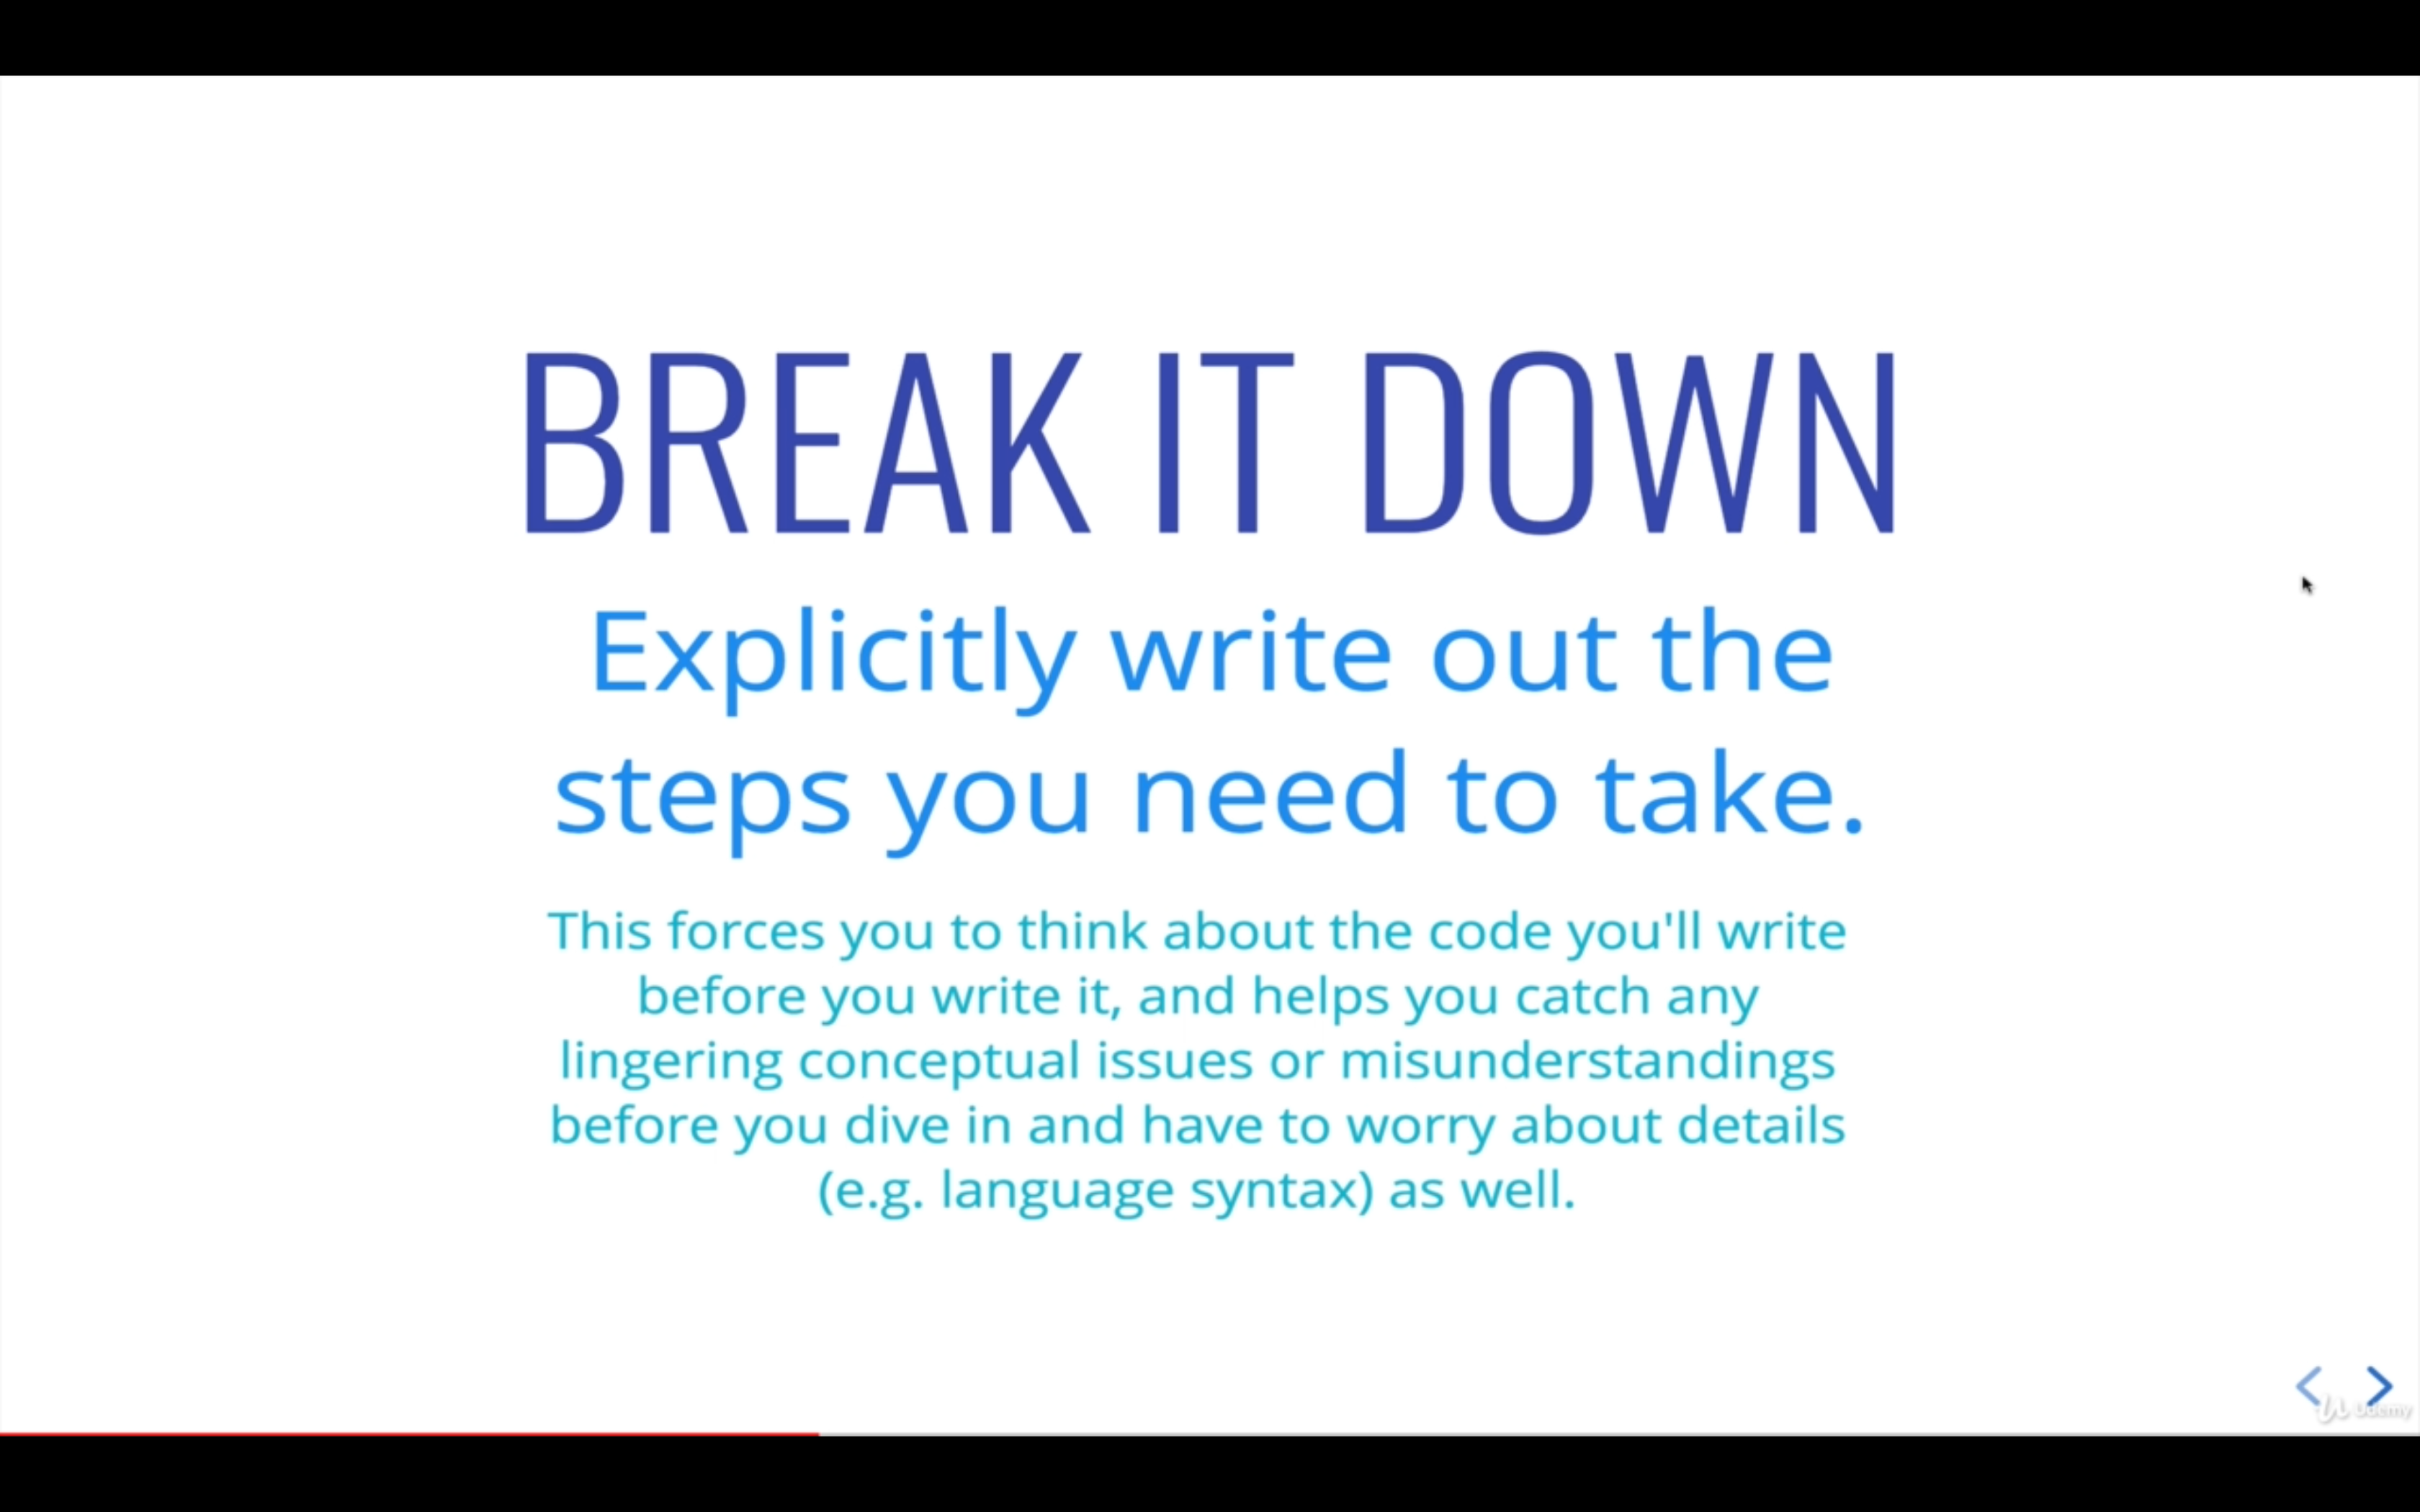 BREAK IT DOWN
Explicitly write out the
steps you need to take.
This forces you to think about the code you'll write
before you write it, and helps you catch any
lingering conceptual issues or misunderstandings
before you dive in and have to worry about details
(e.g. language syntax) as well.
Udemy